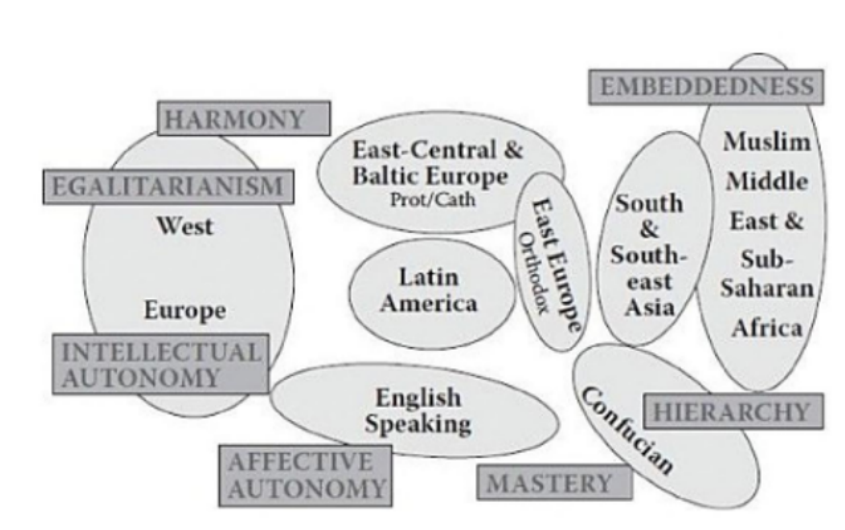 EMBEDDEDNESS
HARMONY
East-Central &
Baltic Europe
Prot/Cath
EGALITARIANISM
West
Europe
INTELLECTUAL
AUTONOMY
Latin
America
East Europe
Orthodox
South
&
South-
east
Asia
Muslim
Middle
East &
Sub-
Saharan
Africa
English
Speaking
Confucian
HIERARCHY
AFFECTIVE
AUTONOMY
MASTERY